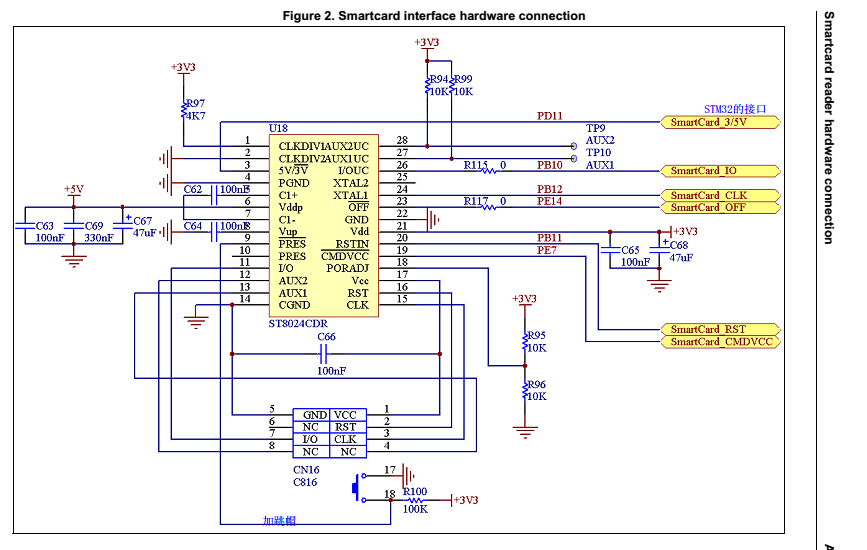 Figure 2. Smartcard interface hardware connection
Smartcard reader hardware connection
+3V3
+3V3
R97
4K7
R94
10K
R99
10K
STM32的接口
PD11
SmartCard_3/5V
U18
TP9
AUX2
TP10
AUX1
1 CLKDIV1 AUX2UC 28
2 CLKDIV2 AUX1UC 27
3 5V/3V I/OUC 26
4 PGND XTAL2 25
5 C1+ XTAL1 24
6 Vddp OFF 23
7 C1- GND 22
8 Vup Vdd 21
9 PRES RSTIN 20
10 PRES CMDVCC 19
11 I/O PORADJ 18
12 AUX2 Vcc 17
13 AUX1 RST 16
14 CGND CLK 15
ST8024CDR
R115 0 PB10 SmartCard_IO
PB12 SmartCard_CLK
R117 0 PE14 SmartCard_OFF
+5V
C62 100nF
C64 100nF
C63
100nF
C69
330nF
C67
47uF
+3V3
PB11
PE7
C65
100nF
C68
47uF
+3V3
R95
10K
R96
10K
SmartCard_RST
SmartCard_CMDVCC
C66
100nF
5 GND VCC 1
6 NC RST 2
7 I/O CLK 3
8 NC NC 4
CN16
C816
17
18
R100
100K
+3V3
加跳帽